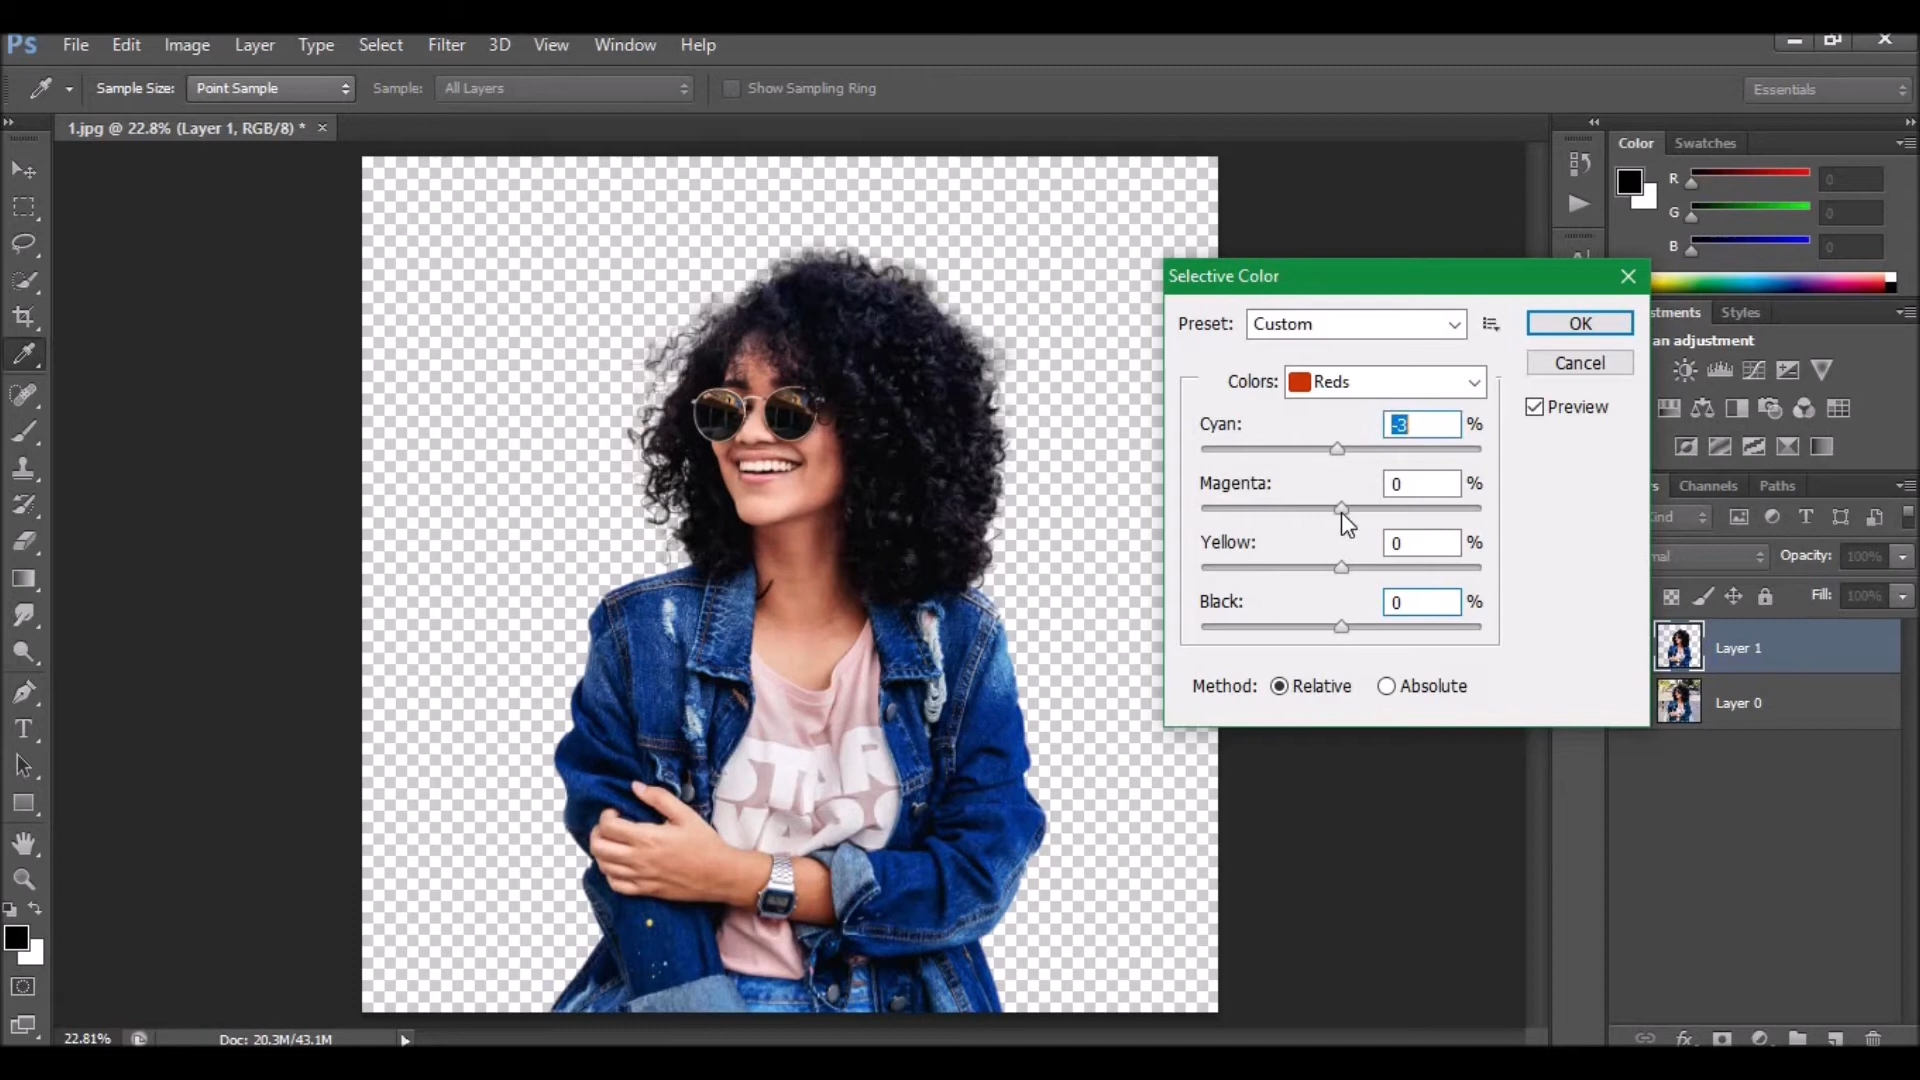 Ps File Edit Image Layer Type Select Filter 3D View Window Help
Sample Size: Point Sample Sample: All Layers Show Sampling Ring Essentials
1.jpg @ 22.8% (Layer 1, RGB/8) * ×
Color Swatches
R 0
G 0
B 0
Selective Color
Preset: Custom OK
Cancel
Colors: Reds
Preview
Cyan: -3 %
Magenta: 0 %
Yellow: 0 %
Black: 0 %
Method: Relative Absolute
Styles
an adjustment
Channels Paths
Opacity: 100%
Fill: 100%
Layer 1
Layer 0
STAR
WARS
22.81% Doc: 20.3M/43.1M